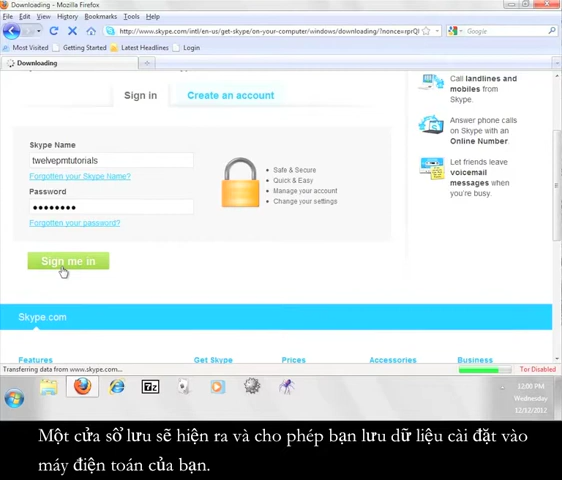 Downloading - Mozilla Firefox
File Edit View History Bookmarks Tools Help
http://www.skype.com/intl/en-us/get-skype/on-your-computer/windows/downloading/?nonce=rprQI
Google
Most Visited Getting Started Latest Headlines Login
Downloading
Sign in
Create an account
Skype Name
twelvepmtutorials
Forgotten your Skype Name?
Password
Forgotten your password?
Safe & Secure
Quick & Easy
Manage your account
Change your settings
Sign me in
Call landlines and
mobiles from
Skype.
Answer phone calls
on Skype with an
Online Number.
Let friends leave
voicemail
messages when
you're busy.
Skype.com
Features Get Skype Prices Accessories Business
Transferring data from www.skype.com...
Tor Disabled
7z
12:00 PM
Wednesday
12/12/2012
Một cửa sổ lưu sẽ hiện ra và cho phép bạn lưu dữ liệu cài đặt vào
máy điện toán của bạn.